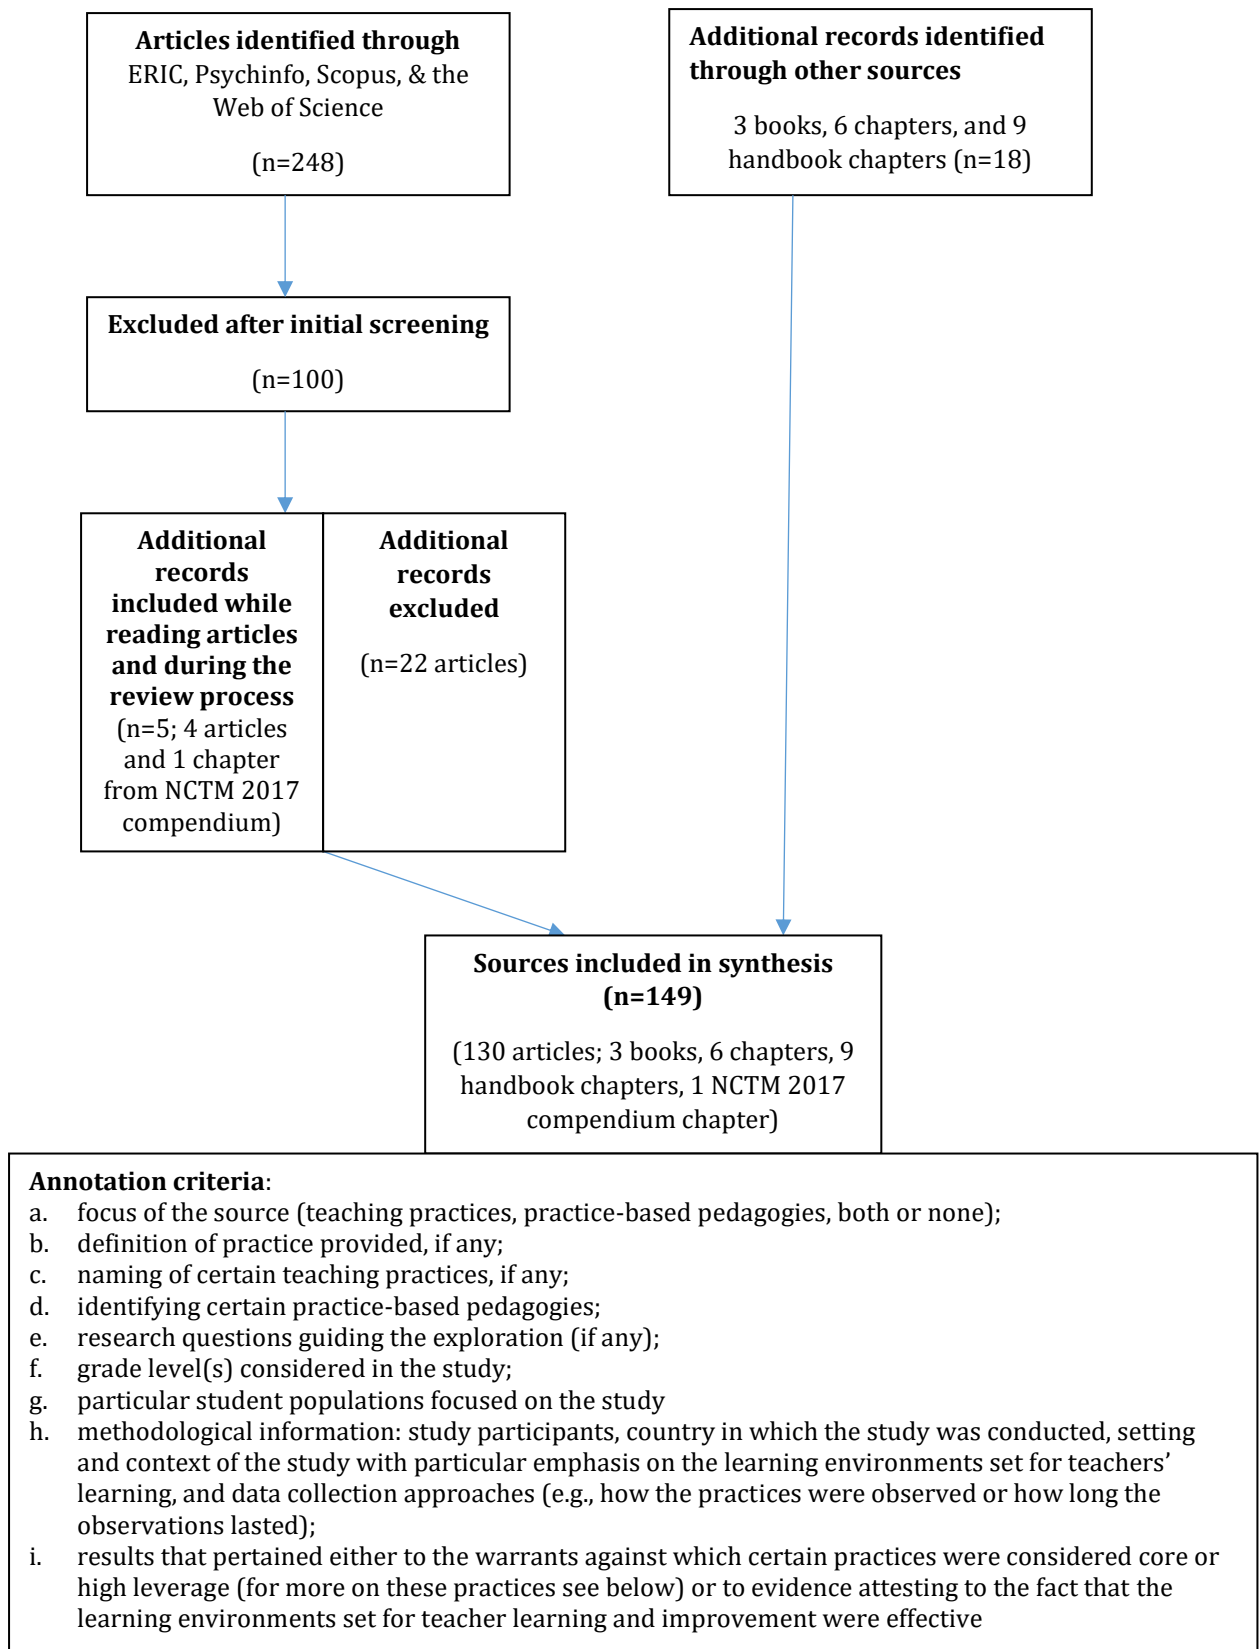 Articles identified through
ERIC, Psychinfo, Scopus, & the
Web of Science
(n=248)
Additional records identified
through other sources
3 books, 6 chapters, and 9
handbook chapters (n=18)
Excluded after initial screening
(n=100)
Additional
records
included while
reading articles
and during the
review process
(n=5; 4 articles
and 1 chapter
from NCTM 2017
compendium)
Additional
records
excluded
(n=22 articles)
Sources included in synthesis
(n=149)
(130 articles; 3 books, 6 chapters, 9
handbook chapters, 1 NCTM 2017
compendium chapter)
Annotation criteria:
a. focus of the source (teaching practices, practice-based pedagogies, both or none);
b. definition of practice provided, if any;
c. naming of certain teaching practices, if any;
d. identifying certain practice-based pedagogies;
e. research questions guiding the exploration (if any);
f. grade level(s) considered in the study;
g. particular student populations focused on the study
h. methodological information: study participants, country in which the study was conducted, setting
and context of the study with particular emphasis on the learning environments set for teachers’
learning, and data collection approaches (e.g., how the practices were observed or how long the
observations lasted);
i. results that pertained either to the warrants against which certain practices were considered core or
high leverage (for more on these practices see below) or to evidence attesting to the fact that the
learning environments set for teacher learning and improvement were effective